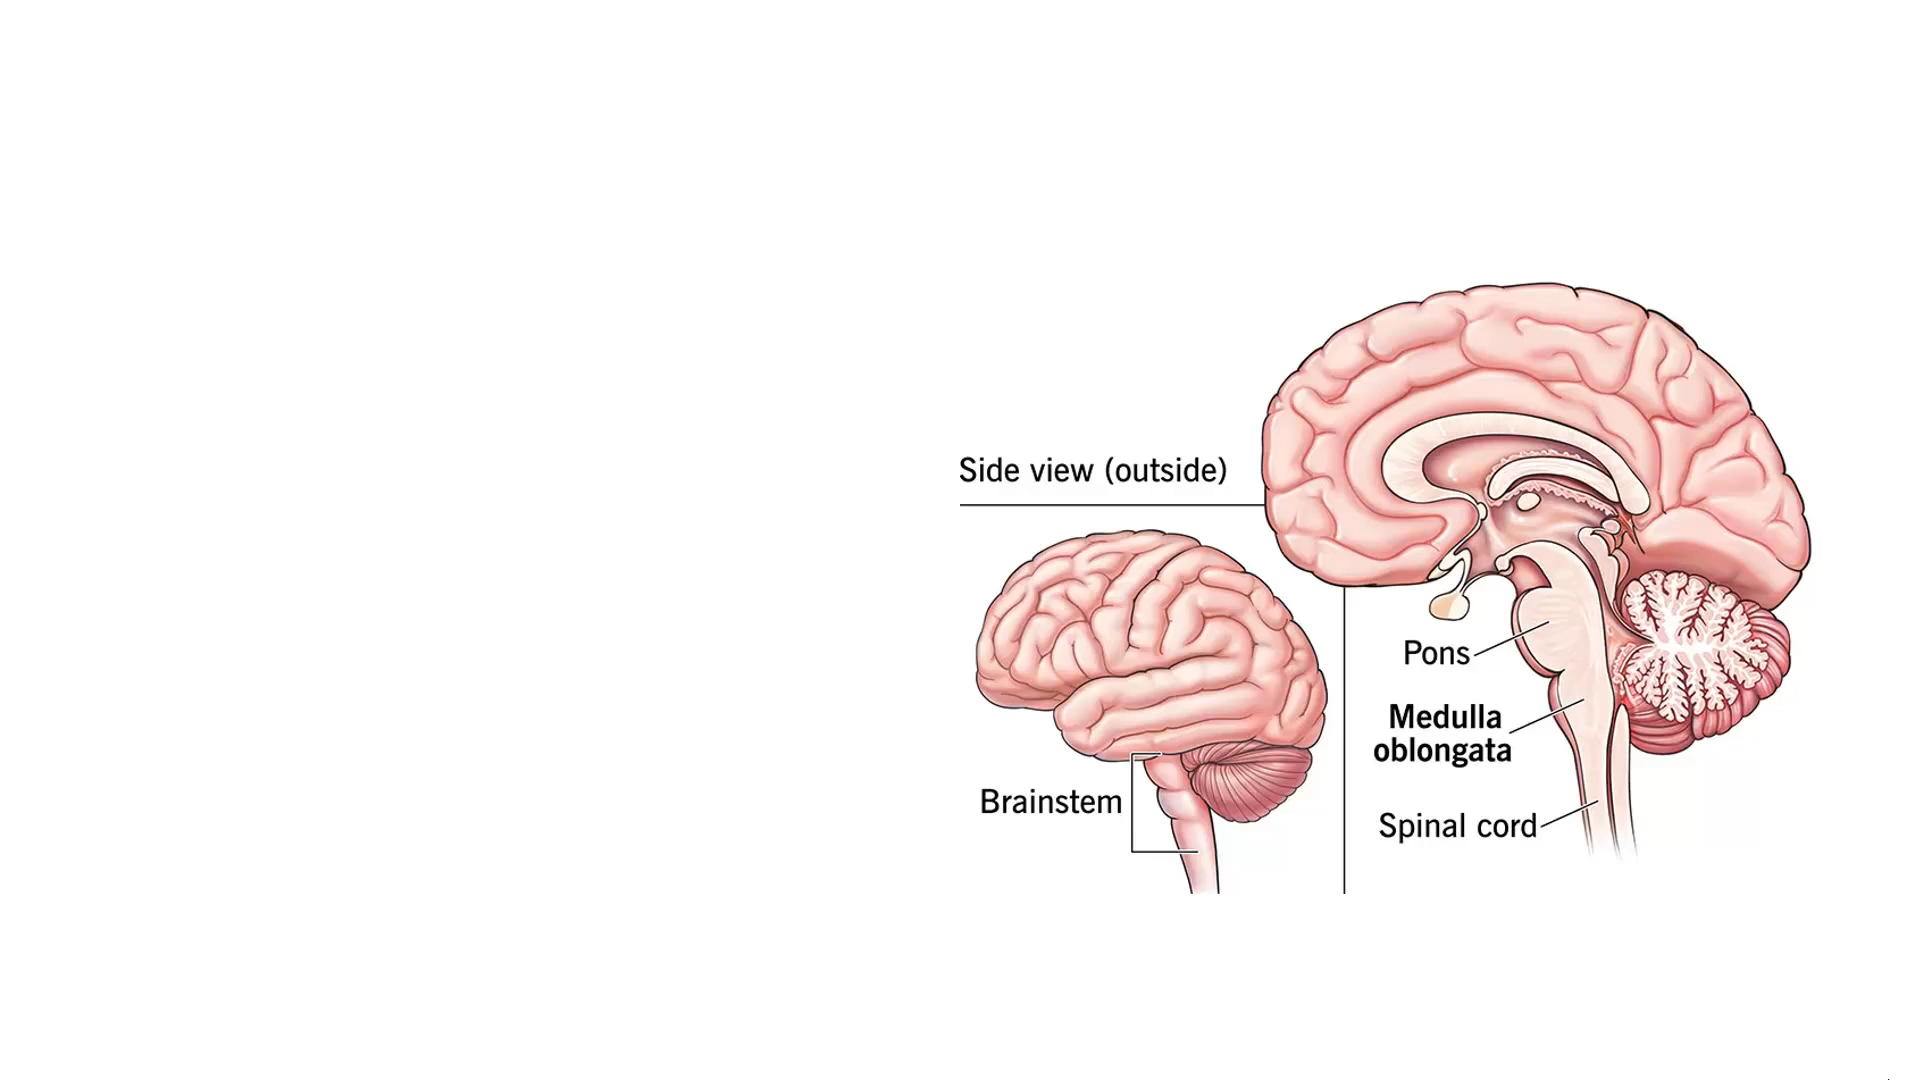 Side view (outside)
Brainstem
Pons
Medulla
oblongata
Spinal cord